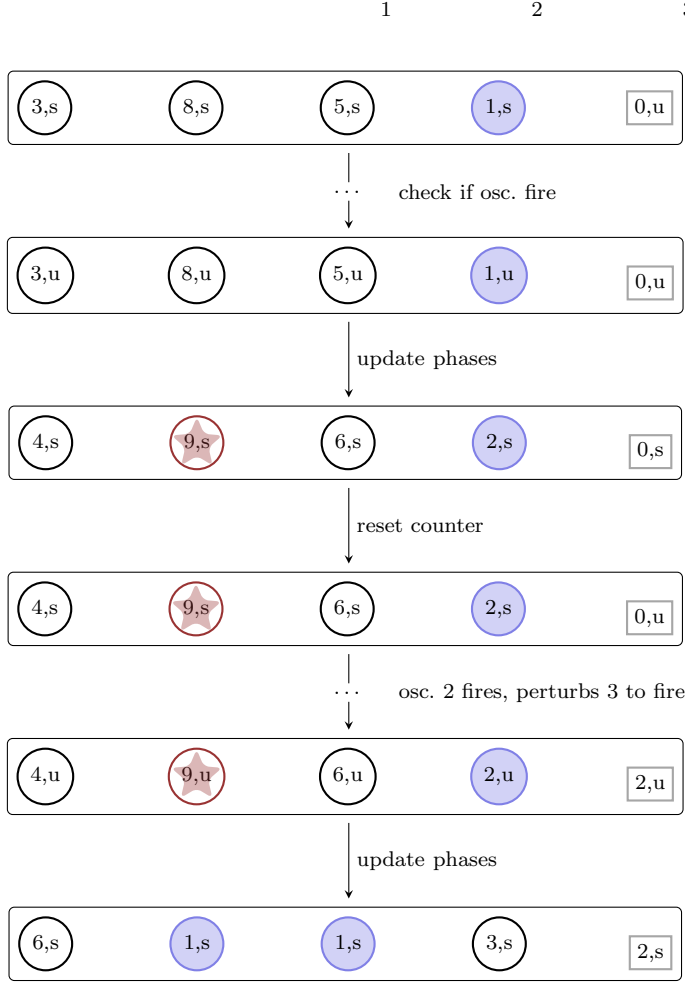 1 2 3
3,s 8,s 5,s 1,s 0,u
... check if osc. fire
3,u 8,u 5,u 1,u 0,u
update phases
4,s 9,s 6,s 2,s 0,s
reset counter
4,s 9,s 6,s 2,s 0,u
... osc. 2 fires, perturbs 3 to fire
4,u 9,u 6,u 2,u 2,u
update phases
6,s 1,s 1,s 3,s 2,s